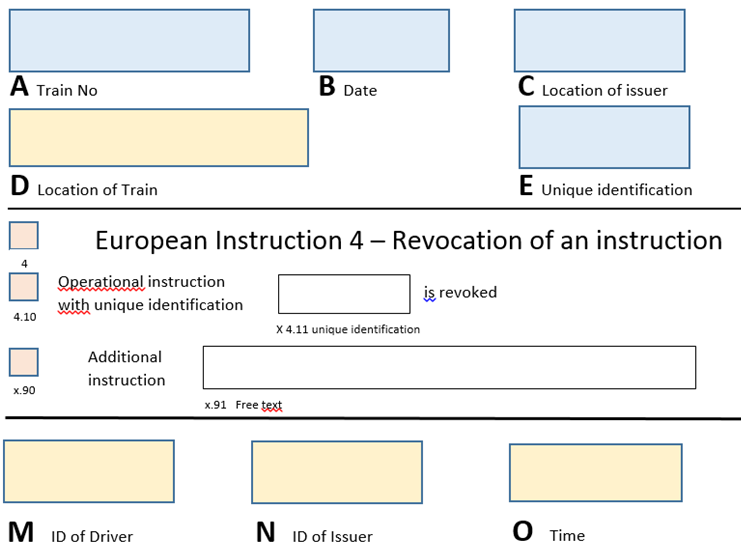 A Train No
B Date
C Location of issuer
D Location of Train
E Unique identification
European Instruction 4 – Revocation of an instruction
4
Operational instruction
with unique identification
is revoked
4.10
X 4.11 unique identification
Additional
instruction
x.90
x.91 Free text
M ID of Driver
N ID of Issuer
O Time